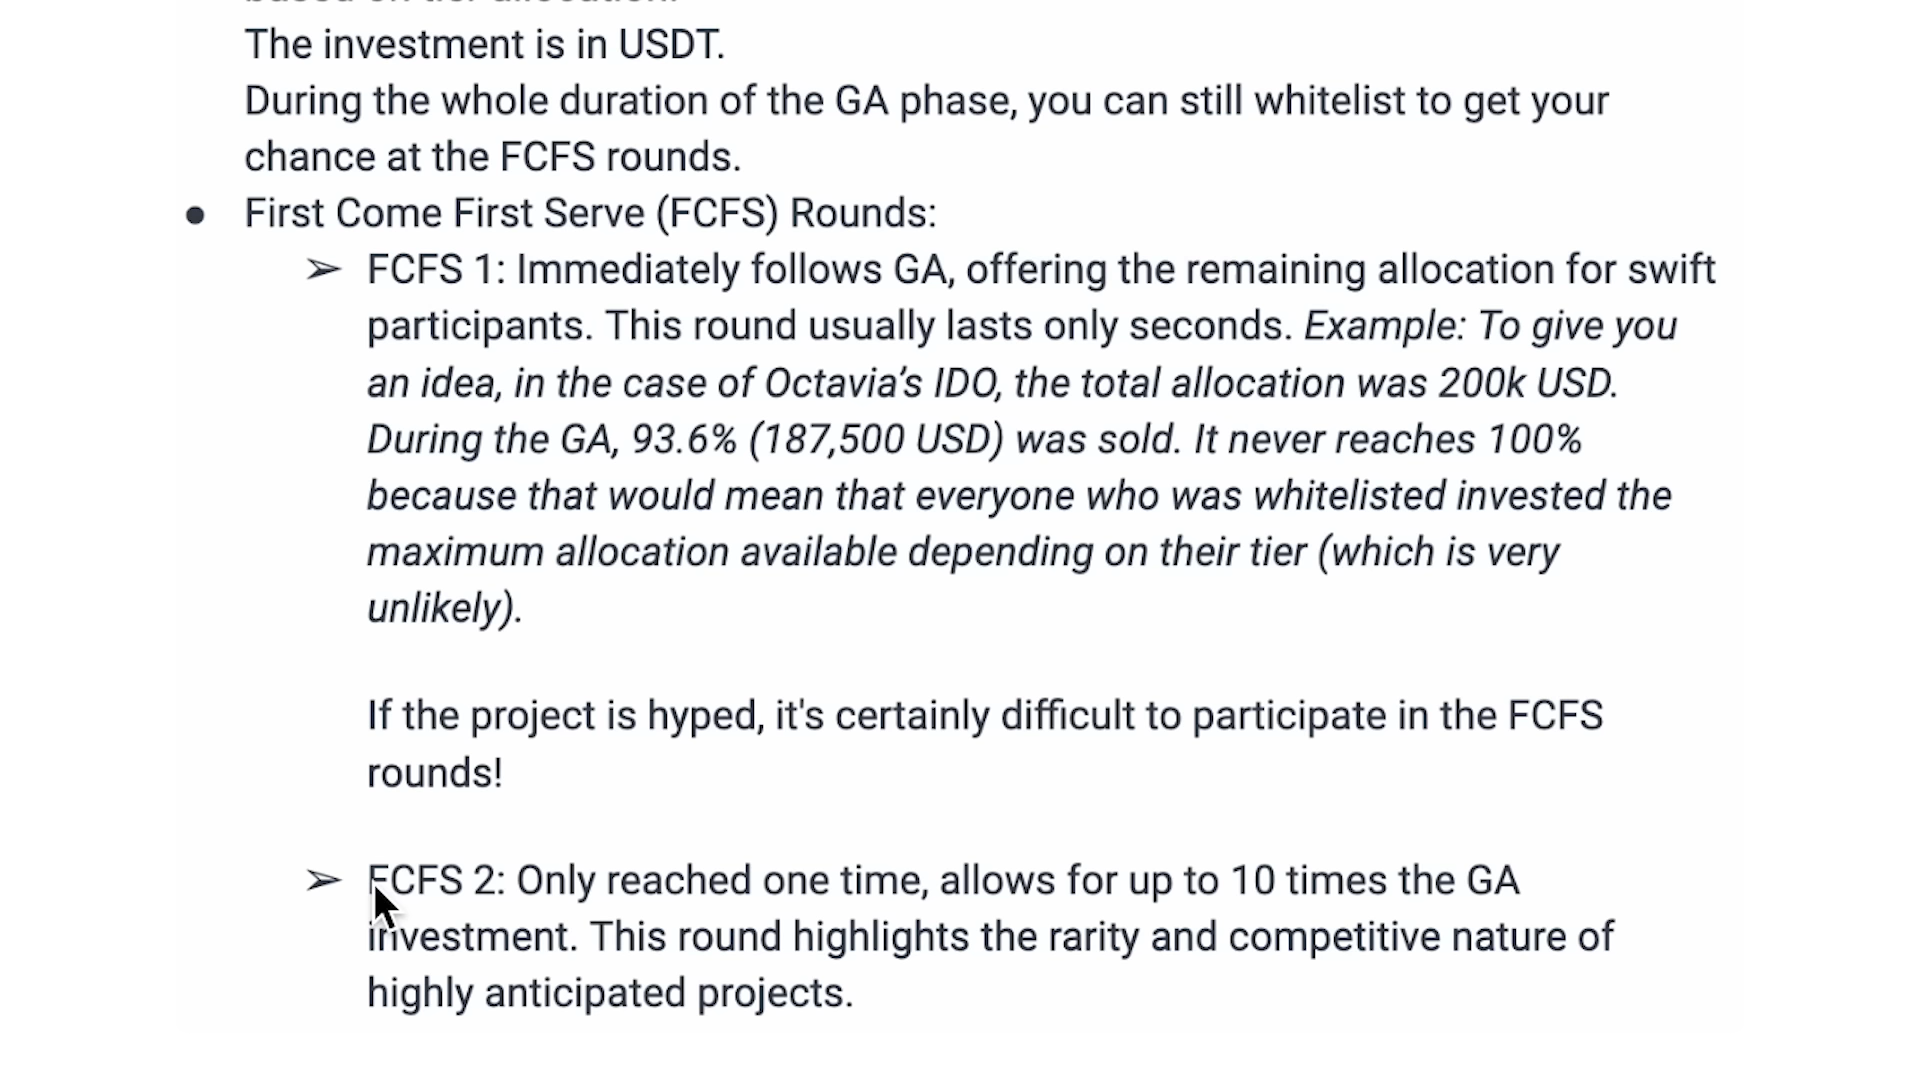 The investment is in USDT.
During the whole duration of the GA phase, you can still whitelist to get your
chance at the FCFS rounds.
● First Come First Serve (FCFS) Rounds:
➢ FCFS 1: Immediately follows GA, offering the remaining allocation for swift
participants. This round usually lasts only seconds. Example: To give you
an idea, in the case of Octavia’s IDO, the total allocation was 200k USD.
During the GA, 93.6% (187,500 USD) was sold. It never reaches 100%
because that would mean that everyone who was whitelisted invested the
maximum allocation available depending on their tier (which is very
unlikely).
If the project is hyped, it's certainly difficult to participate in the FCFS
rounds!
➢ FCFS 2: Only reached one time, allows for up to 10 times the GA
investment. This round highlights the rarity and competitive nature of
highly anticipated projects.